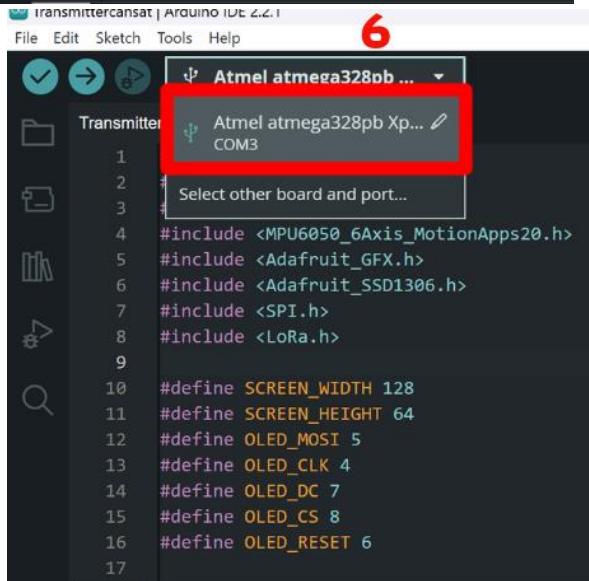 Transmittercansat | Arduino IDE 2.2.1
File Edit Sketch Tools Help
6
Atmel atmega328pb ...
Transmitte
Atmel atmega328pb Xp...
COM3
Select other board and port...
1
2 #
3 #
4 #include <MPU6050_6Axis_MotionApps20.h>
5 #include <Adafruit_GFX.h>
6 #include <Adafruit_SSD1306.h>
7 #include <SPI.h>
8 #include <LoRa.h>
9
10 #define SCREEN_WIDTH 128
11 #define SCREEN_HEIGHT 64
12 #define OLED_MOSI 5
13 #define OLED_CLK 4
14 #define OLED_DC 7
15 #define OLED_CS 8
16 #define OLED_RESET 6
17